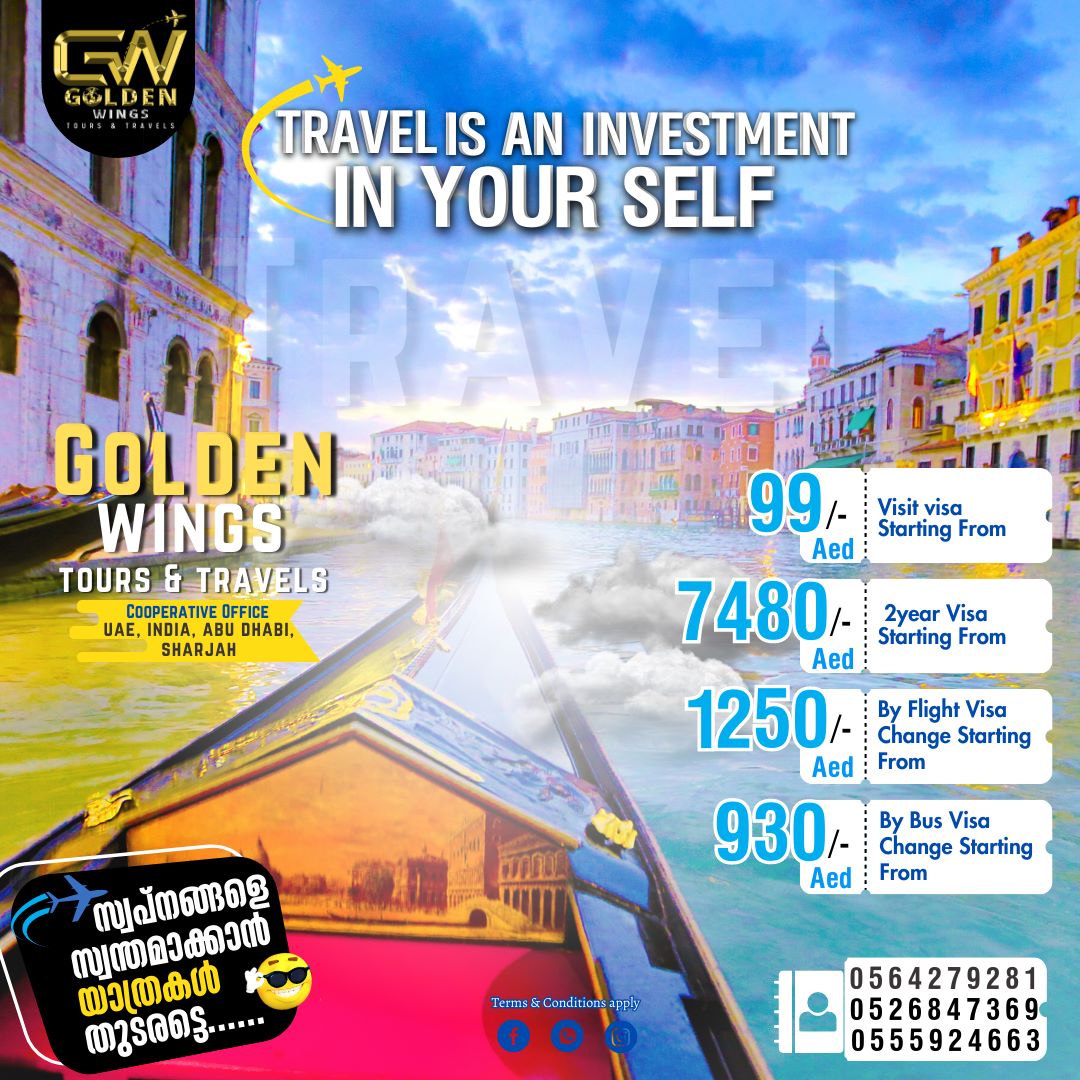 GW
GOLDEN
WINGS
TOURS & TRAVELS
TRAVEL IS AN INVESTMENT
IN YOUR SELF
TRAVEL
GOLDEN
WINGS
TOURS & TRAVELS
COOPERATIVE OFFICE
UAE, INDIA, ABU DHABI,
SHARJAH
99/-
Aed
Visit visa
Starting From
7480/-
Aed
2year Visa
Starting From
1250/-
Aed
By Flight Visa
Change Starting
From
930/-
Aed
By Bus Visa
Change Starting
From
സ്വപ്നങ്ങളെ
സ്വന്തമാക്കാൻ
യാത്രകൾ
തുടരട്ടെ......
Terms & Conditions apply
0564279281
0526847369
0555924663